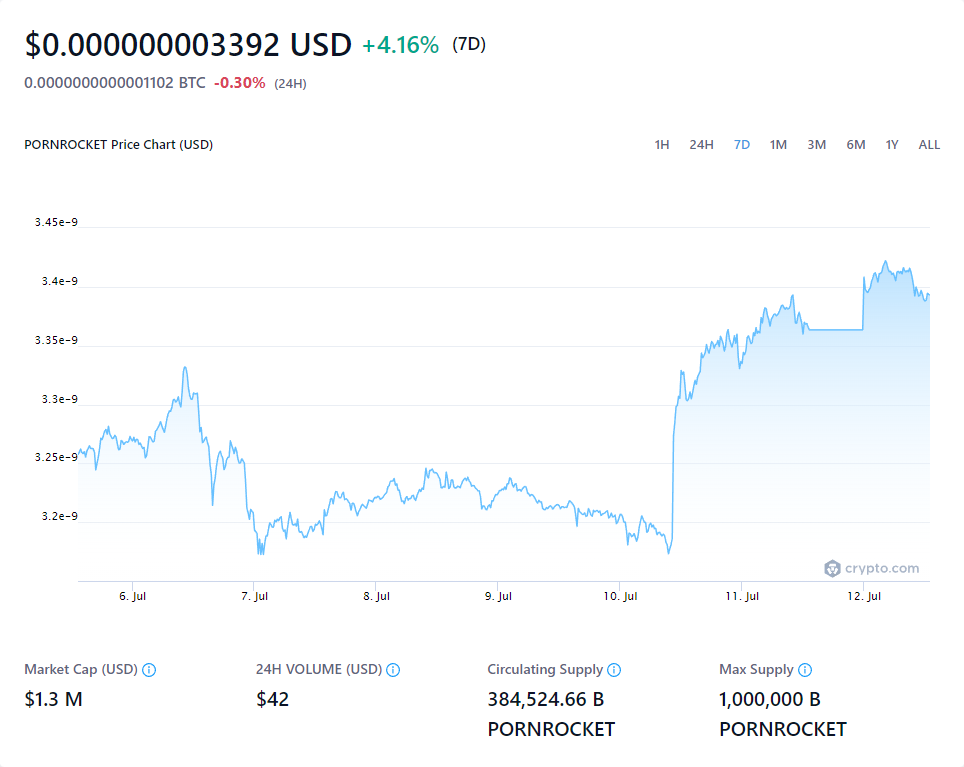 $0.000000003392 USD +4.16% (7D)
0.0000000000001102 BTC -0.30% (24H)
PORNROCKET Price Chart (USD) 1H 24H 7D 1M 3M 6M 1Y ALL
3.45e-9
3.4e-9
3.35e-9
3.3e-9
3.25e-9
3.2e-9
crypto.com
6. Jul 7. Jul 8. Jul 9. Jul 10. Jul 11. Jul 12. Jul
Market Cap (USD) 24H VOLUME (USD) Circulating Supply Max Supply
$1.3 M $42 384,524.66 B 1,000,000 B
PORNROCKET PORNROCKET